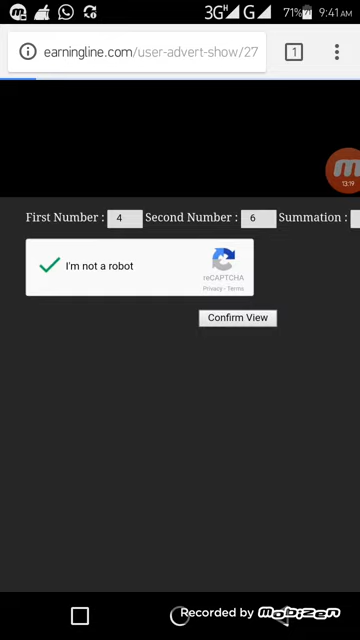 3G H G 71% 9:41 AM
earningline.com/user-advert-show/27
1
13:19
First Number : 4 Second Number : 6 Summation :
I'm not a robot
reCAPTCHA
Privacy - Terms
Confirm View
Recorded by mobizen